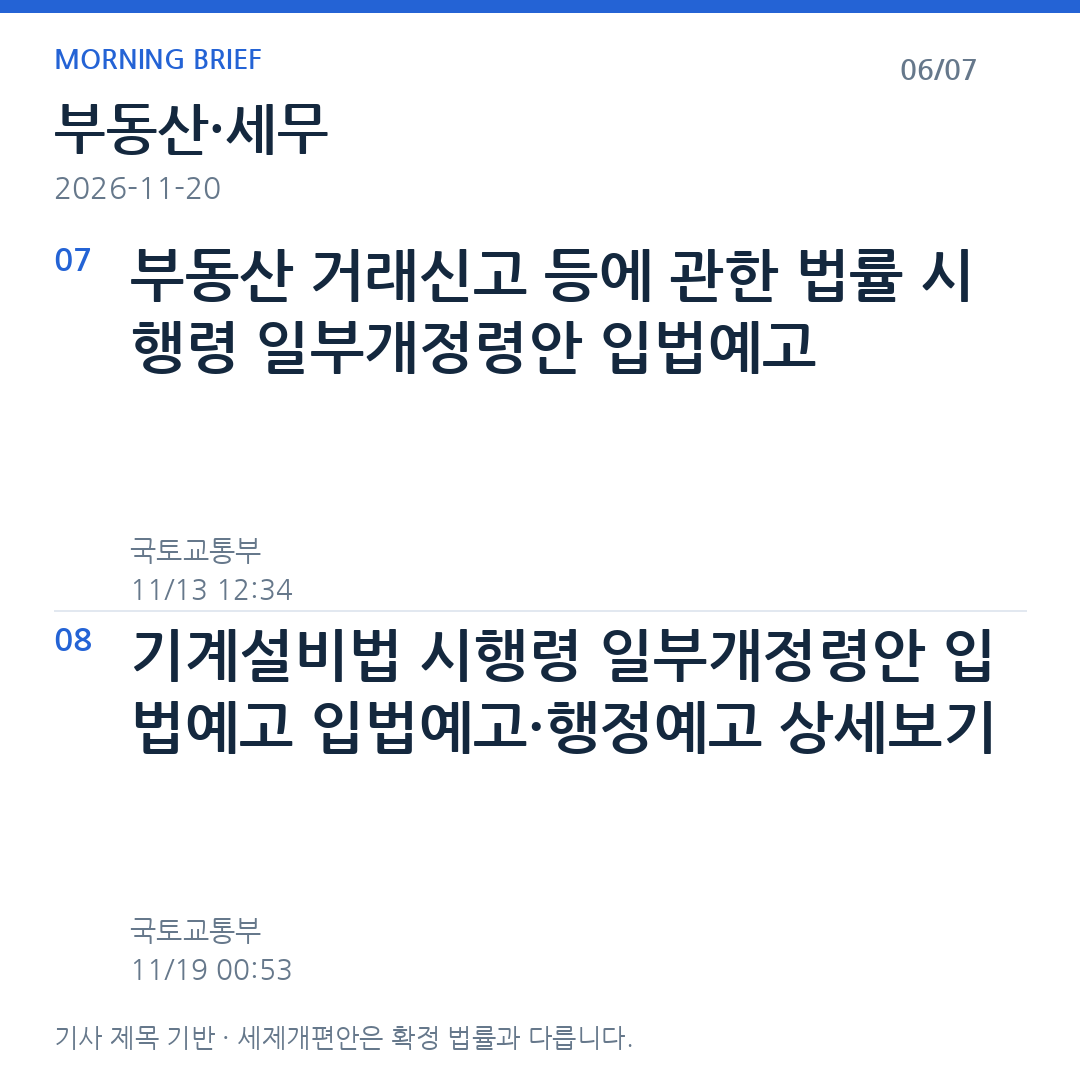 MORNING BRIEF
06/07
부동산·세무
2026-11-20
07
부동산 거래신고 등에 관한 법률 시
행령 일부개정령안 입법예고
국토교통부
11/13 12:34
08
기계설비법 시행령 일부개정령안 입
법예고 입법예고·행정예고 상세보기
국토교통부
11/19 00:53
기사 제목 기반 · 세제개편안은 확정 법률과 다릅니다.